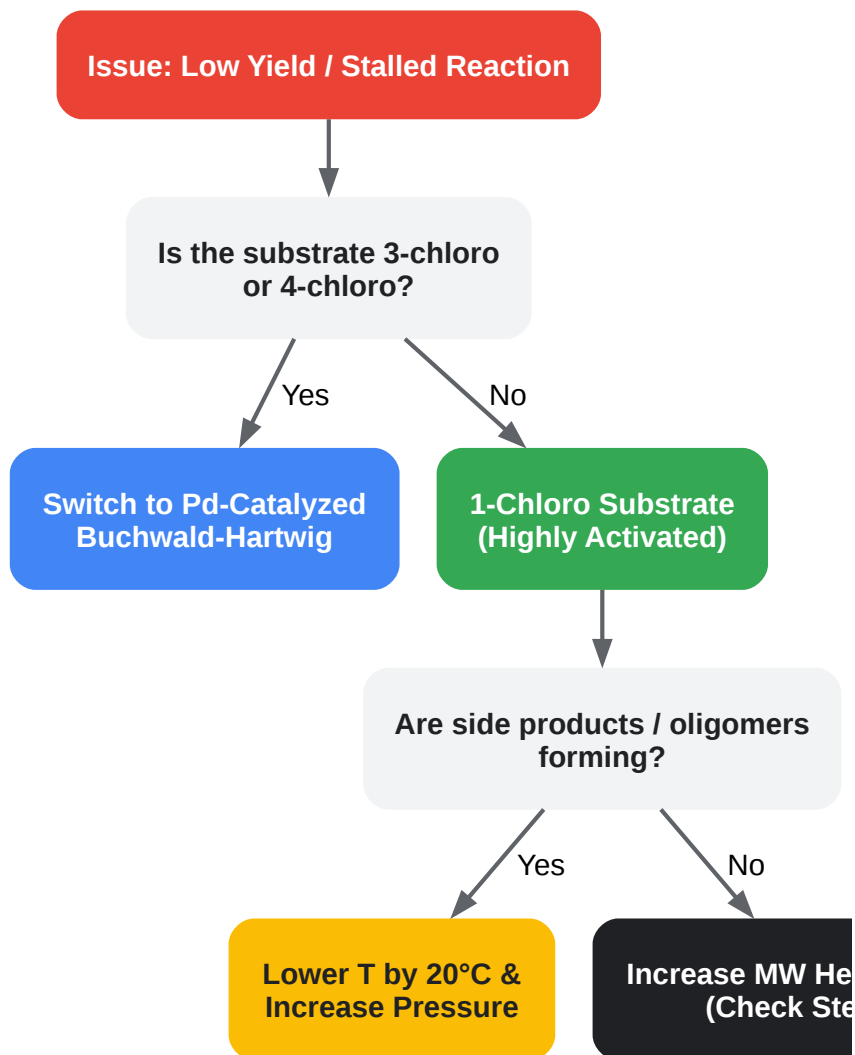 Issue: Low Yield / Stalled Reaction
Is the substrate 3-chloro
or 4-chloro?
Yes
No
Switch to Pd-Catalyzed
Buchwald-Hartwig
1-Chloro Substrate
(Highly Activated)
Are side products / oligomers
forming?
Yes
No
Lower T by 20°C &
Increase Pressure
Increase MW
(Check